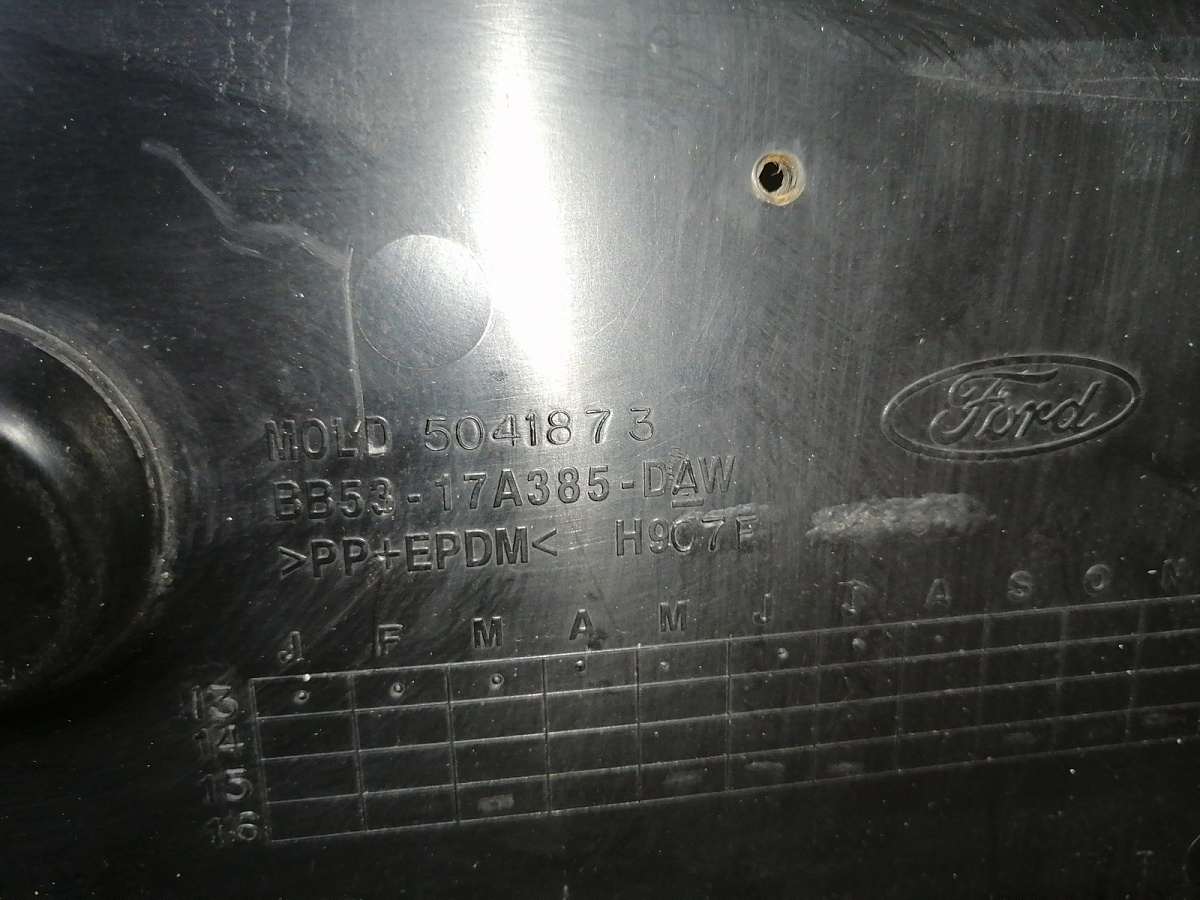 Ford
MOLD 5041873
BB53-17A385-DAW
>PP+EPDM< H907F
J F M A M J J A S O N
13
14
15
16